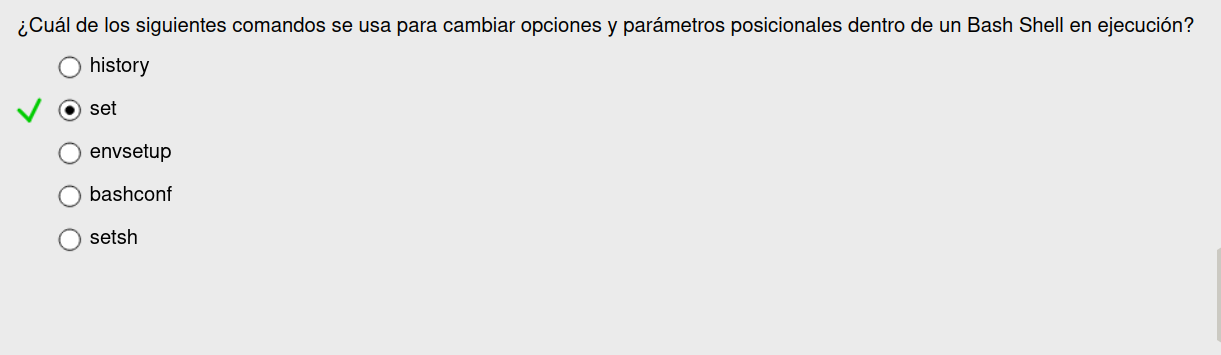 ¿Cuál de los siguientes comandos se usa para cambiar opciones y parámetros posicionales dentro de un Bash Shell en ejecución?
history
set
envsetup
bashconf
setsh